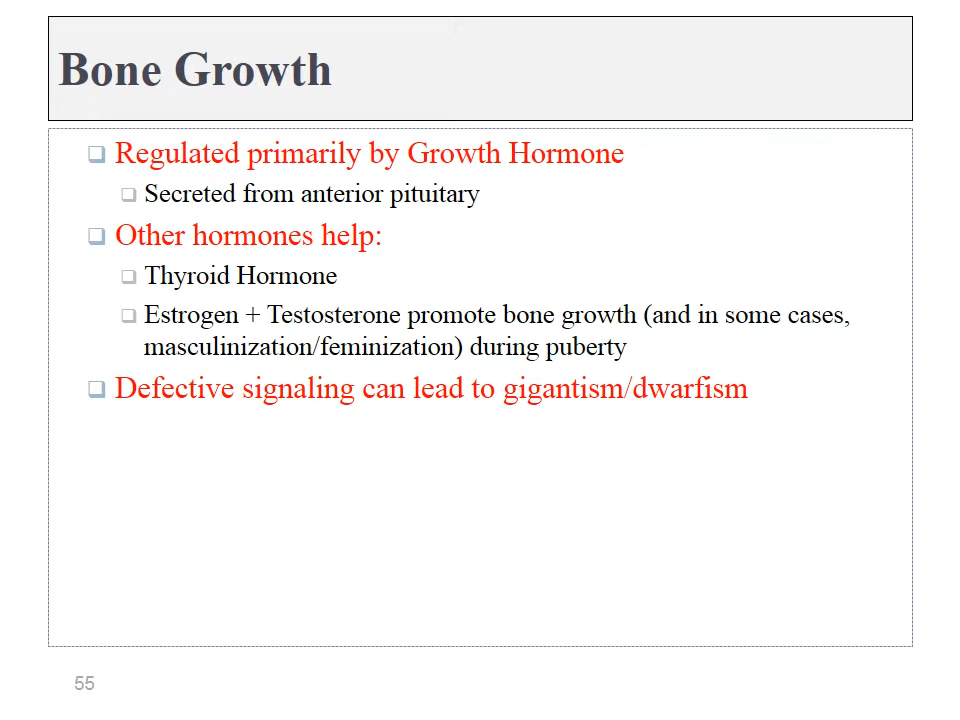 Bone Growth
Regulated primarily by Growth Hormone
Secreted from anterior pituitary
Other hormones help:
Thyroid Hormone
Estrogen + Testosterone promote bone growth (and in some cases,
masculinization/feminization) during puberty
Defective signaling can lead to gigantism/dwarfism
55